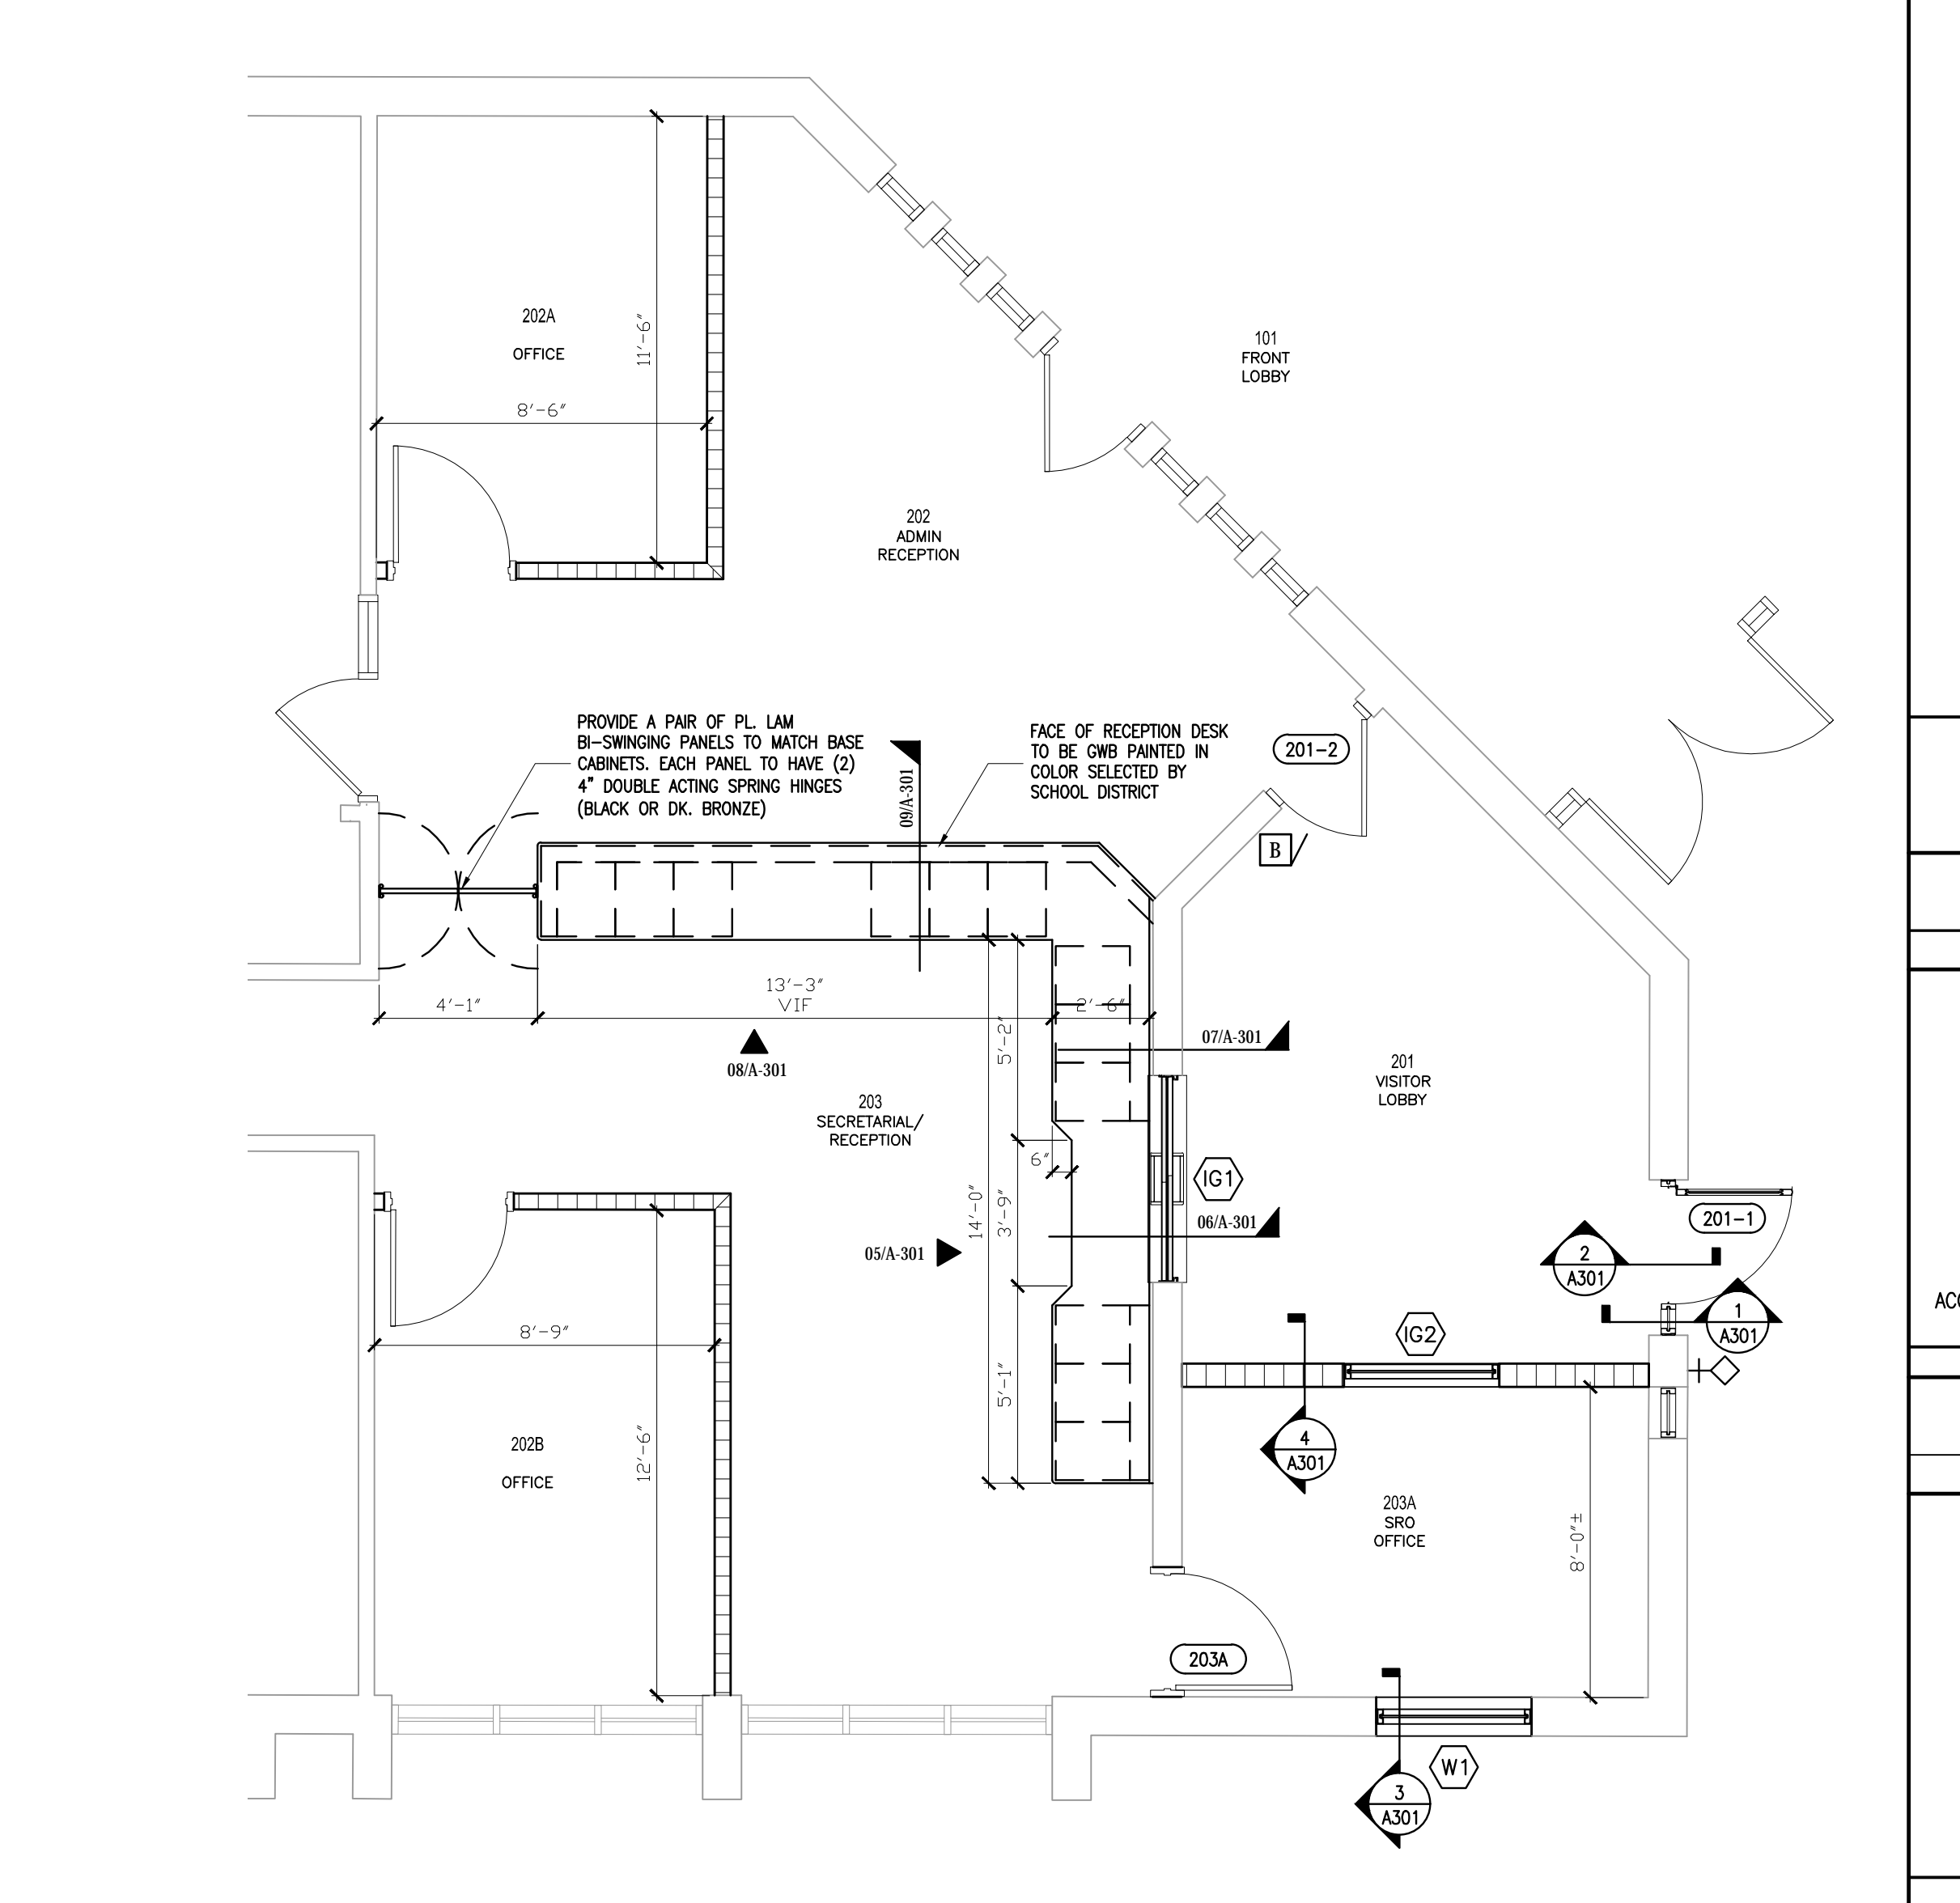 202A
OFFICE
11'-6"
8'-6"
101
FRONT
LOBBY
202
ADMIN
RECEPTION
PROVIDE A PAIR OF PL. LAM
BI-SWINGING PANELS TO MATCH BASE
CABINETS. EACH PANEL TO HAVE (2)
4" DOUBLE ACTING SPRING HINGES
(BLACK OR DK. BRONZE)
09/A-301
FACE OF RECEPTION DESK
TO BE GWB PAINTED IN
COLOR SELECTED BY
SCHOOL DISTRICT
201-2
B
4'-1"
13'-3"
VIF
2'-6"
5'-2"
07/A-301
08/A-301
201
VISITOR
LOBBY
203
SECRETARIAL/
RECEPTION
6"
IG1
14'-0"
3'-9"
06/A-301
05/A-301
201-1
2
A301
1
A301
ACC
IG2
8'-9"
5'-1"
4
A301
202B
OFFICE
12'-6"
203A
SRO
OFFICE
8'-0"±
203A
W1
3
A301